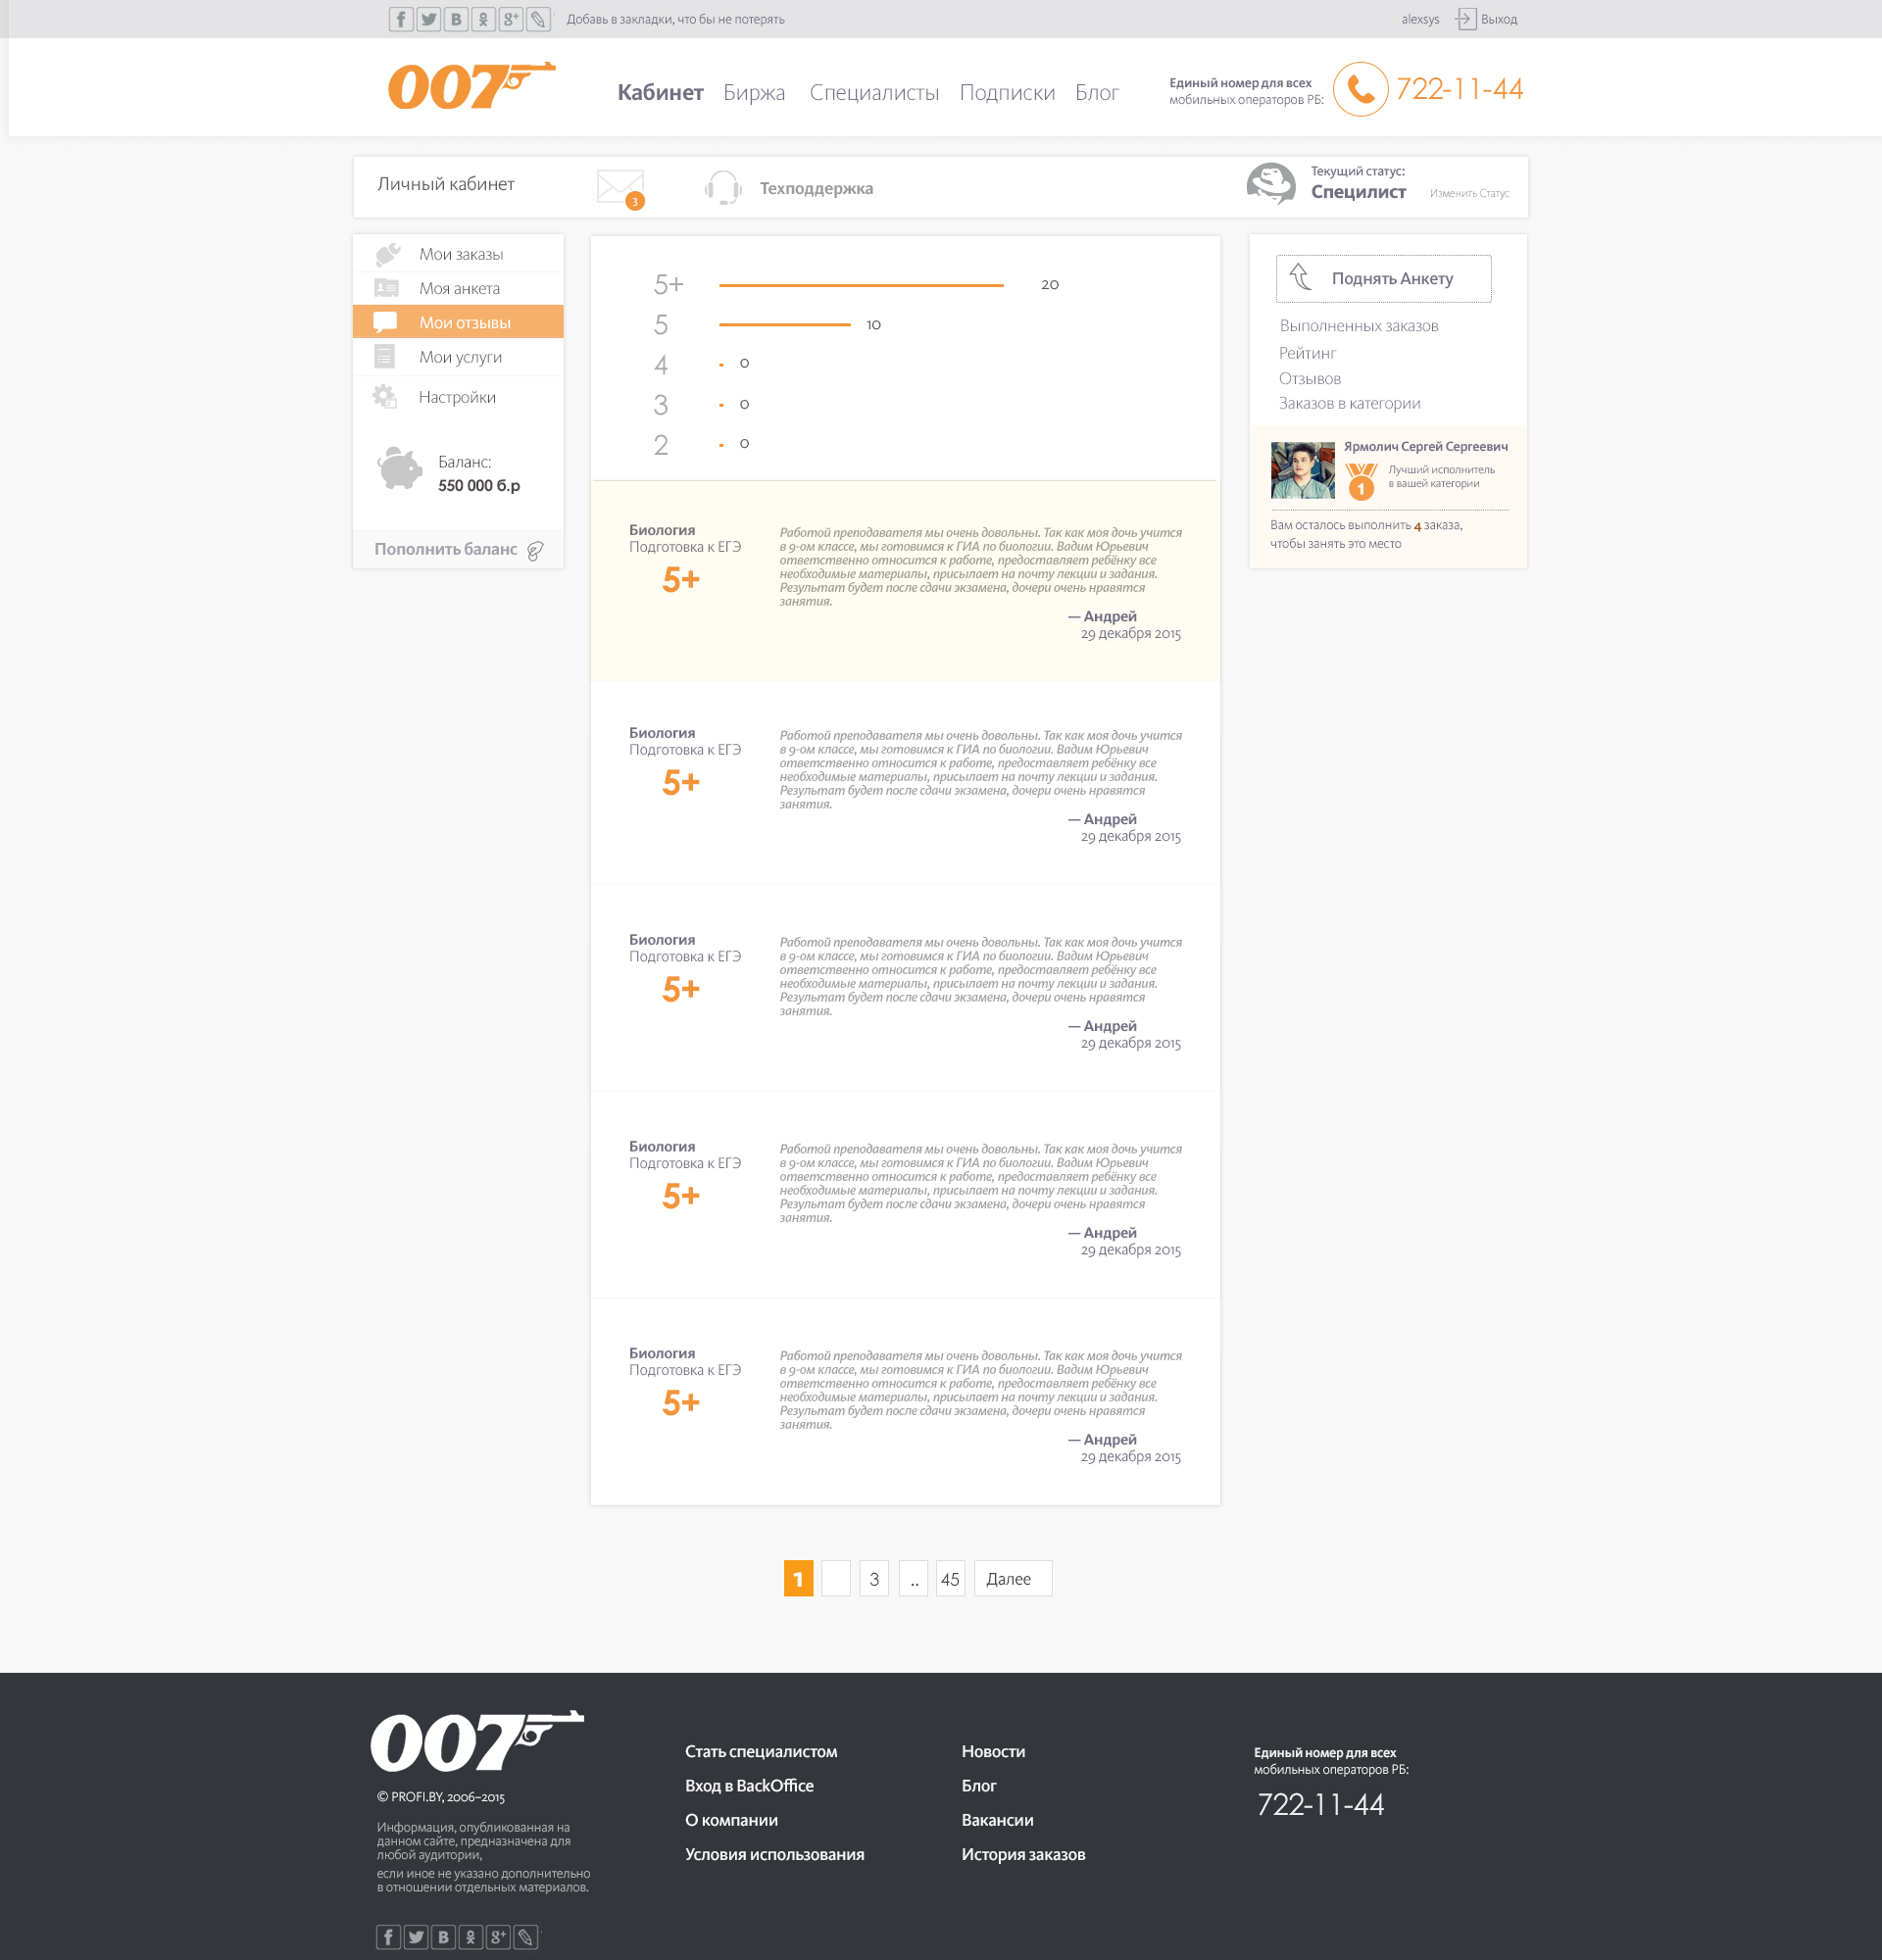 Добавь в закладки, что бы не потерять
alexsys
Выход
007
Кабинет Биржа Специалисты Подписки Блог
Единый номер для всех
мобильных операторов РБ:
722-11-44
Личный кабинет
3
Техподдержка
Текущий статус:
Специлист
Изменить Статус
Мои заказы
Моя анкета
Мои отзывы
Мои услуги
Настройки
Баланс:
550 000 б.р
Пополнить баланс
5+ 20
5 10
4 0
3 0
2 0
Биология
Подготовка к ЕГЭ
5+
Работой преподавателя мы очень довольны. Так как моя дочь учится
в 9-ом классе, мы готовимся к ГИА по биологии. Вадим Юрьевич
ответственно относится к работе, предоставляет ребёнку все
необходимые материалы, присылает на почту лекции и задания.
Результат будет после сдачи экзамена, дочери очень нравятся
занятия.
— Андрей
29 декабря 2015
Биология
Подготовка к ЕГЭ
5+
Работой преподавателя мы очень довольны. Так как моя дочь учится
в 9-ом классе, мы готовимся к ГИА по биологии. Вадим Юрьевич
ответственно относится к работе, предоставляет ребёнку все
необходимые материалы, присылает на почту лекции и задания.
Результат будет после сдачи экзамена, дочери очень нравятся
занятия.
— Андрей
29 декабря 2015
Биология
Подготовка к ЕГЭ
5+
Работой преподавателя мы очень довольны. Так как моя дочь учится
в 9-ом классе, мы готовимся к ГИА по биологии. Вадим Юрьевич
ответственно относится к работе, предоставляет ребёнку все
необходимые материалы, присылает на почту лекции и задания.
Результат будет после сдачи экзамена, дочери очень нравятся
занятия.
— Андрей
29 декабря 2015
Биология
Подготовка к ЕГЭ
5+
Работой преподавателя мы очень довольны. Так как моя дочь учится
в 9-ом классе, мы готовимся к ГИА по биологии. Вадим Юрьевич
ответственно относится к работе, предоставляет ребёнку все
необходимые материалы, присылает на почту лекции и задания.
Результат будет после сдачи экзамена, дочери очень нравятся
занятия.
— Андрей
29 декабря 2015
Биология
Подготовка к ЕГЭ
5+
Работой преподавателя мы очень довольны. Так как моя дочь учится
в 9-ом классе, мы готовимся к ГИА по биологии. Вадим Юрьевич
ответственно относится к работе, предоставляет ребёнку все
необходимые материалы, присылает на почту лекции и задания.
Результат будет после сдачи экзамена, дочери очень нравятся
занятия.
— Андрей
29 декабря 2015
Поднять Анкету
Выполненных заказов
Рейтинг
Отзывов
Заказов в категории
Ярмолич Сергей Сергеевич
1
Лучший исполнитель
в вашей категории
Вам осталось выполнить 4 заказа,
чтобы занять это место
1 3 .. 45 Далее
007
© PROFI.BY, 2006–2015
Информация, опубликованная на
данном сайте, предназначена для
любой аудитории,
если иное не указано дополнительно
в отношении отдельных материалов.
Стать специалистом
Вход в BackOffice
О компании
Условия использования
Новости
Блог
Вакансии
История заказов
Единый номер для всех
мобильных операторов РБ:
722-11-44